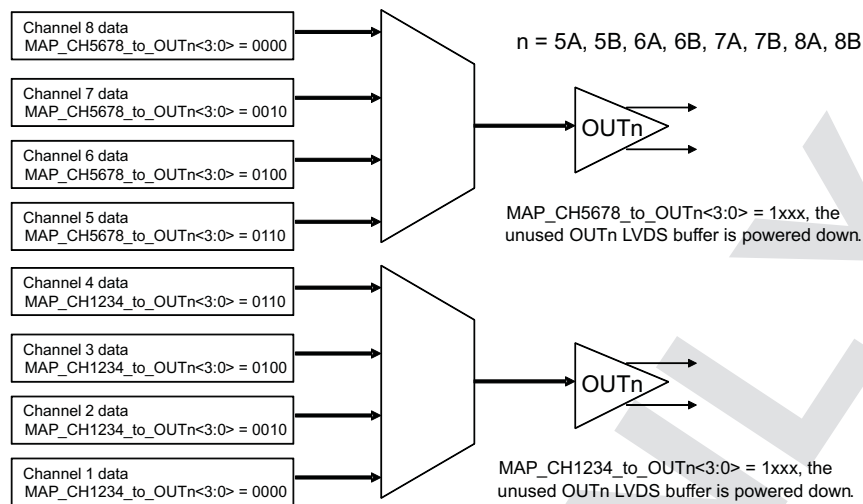 Channel 8 data
MAP_CH5678_to_OUTn<3:0> = 0000
n = 5A, 5B, 6A, 6B, 7A, 7B, 8A, 8B
Channel 7 data
MAP_CH5678_to_OUTn<3:0> = 0010
OUTn
Channel 6 data
MAP_CH5678_to_OUTn<3:0> = 0100
Channel 5 data
MAP_CH5678_to_OUTn<3:0> = 0110
MAP_CH5678_to_OUTn<3:0> = 1xxx, the
unused OUTn LVDS buffer is powered down.
Channel 4 data
MAP_CH1234_to_OUTn<3:0> = 0110
Channel 3 data
MAP_CH1234_to_OUTn<3:0> = 0100
OUTn
Channel 2 data
MAP_CH1234_to_OUTn<3:0> = 0010
Channel 1 data
MAP_CH1234_to_OUTn<3:0> = 0000
MAP_CH1234_to_OUTn<3:0> = 1xxx, the
unused OUTn LVDS buffer is powered down.